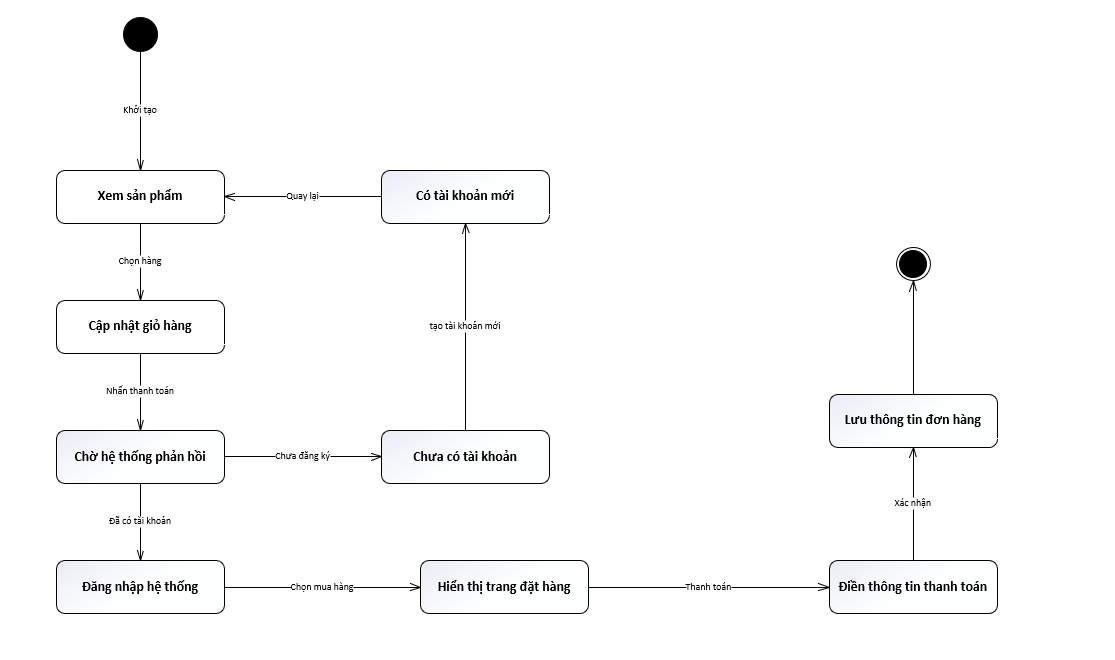 Khởi tạo
Xem sản phẩm
Quay lại
Có tài khoản mới
Chọn hàng
Cập nhật giỏ hàng
tạo tài khoản mới
Nhấn thanh toán
Chờ hệ thống phản hồi
Chưa đăng ký
Chưa có tài khoản
Lưu thông tin đơn hàng
Đã có tài khoản
Xác nhận
Đăng nhập hệ thống
Chọn mua hàng
Hiển thị trang đặt hàng
Thanh toán
Điền thông tin thanh toán